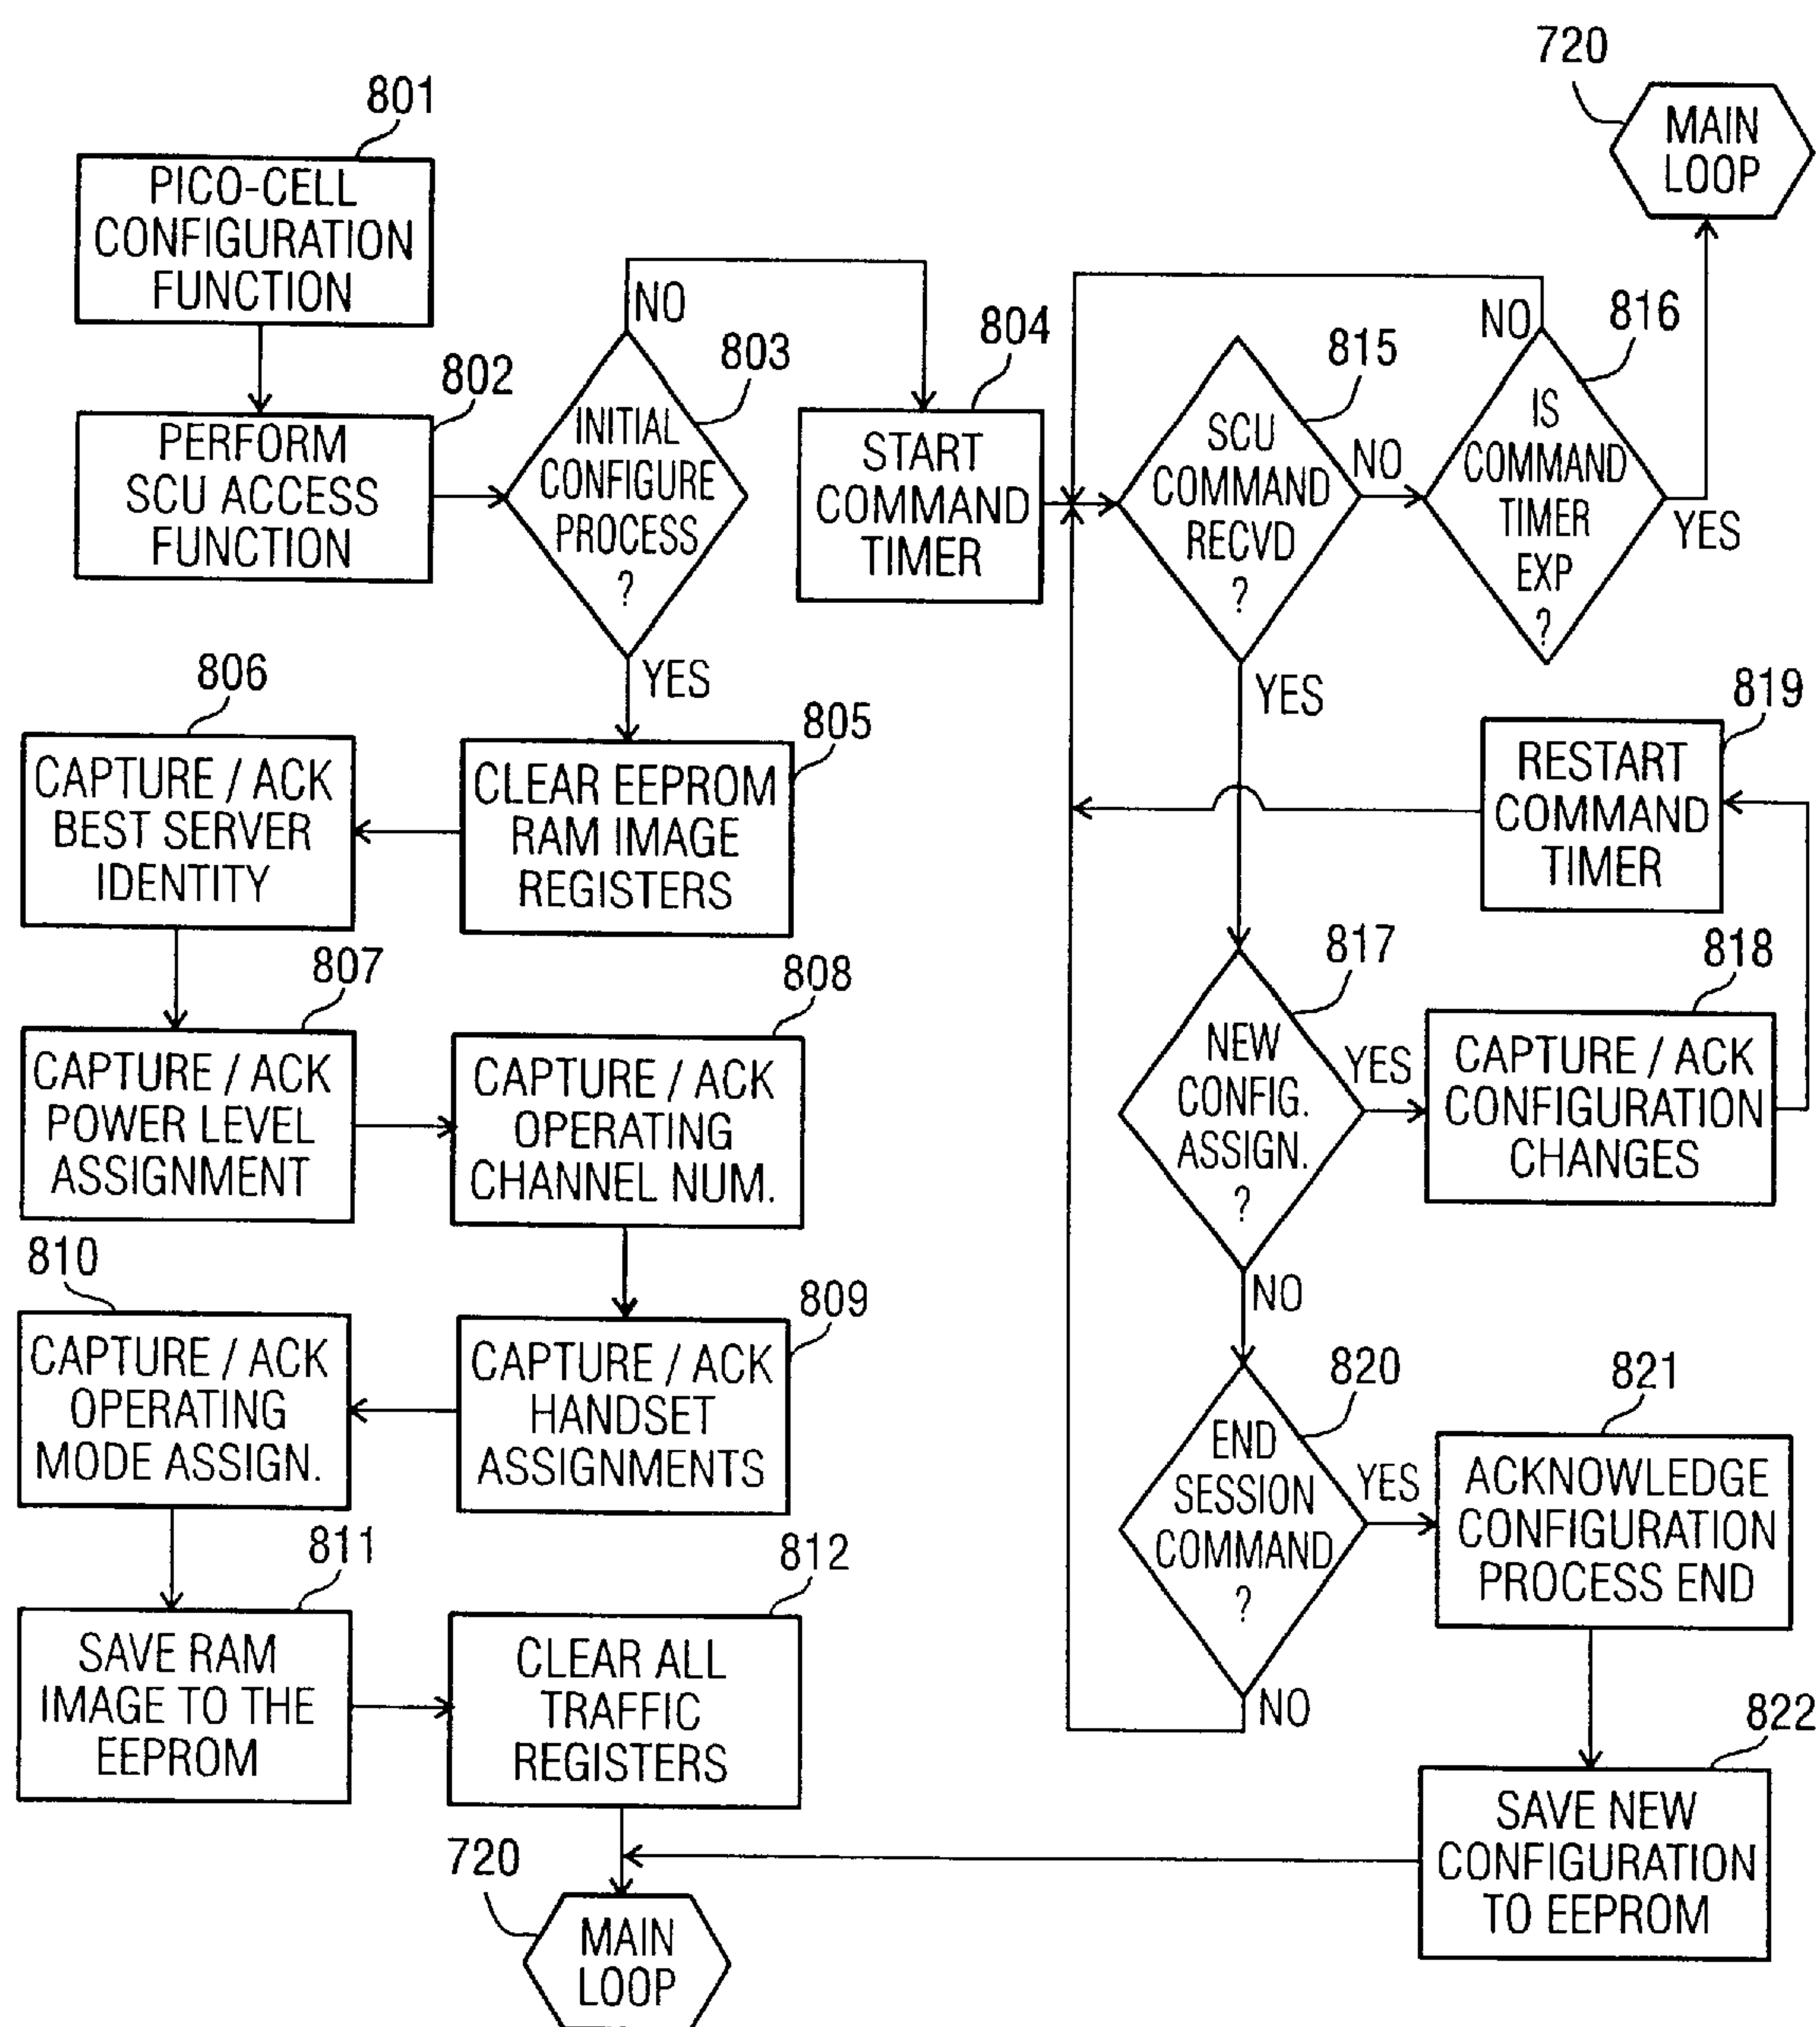 720
MAIN
LOOP
801
PICO-CELL
CONFIGURATION
FUNCTION
802
PERFORM
SCU ACCESS
FUNCTION
NO
803
INITIAL
CONFIGURE
PROCESS
?
YES
804
START
COMMAND
TIMER
815
SCU
COMMAND
RECVD
?
NO
YES
NO
816
IS
COMMAND
TIMER
EXP
?
YES
806
CAPTURE / ACK
BEST SERVER
IDENTITY
805
CLEAR EEPROM
RAM IMAGE
REGISTERS
819
RESTART
COMMAND
TIMER
807
CAPTURE / ACK
POWER LEVEL
ASSIGNMENT
808
CAPTURE / ACK
OPERATING
CHANNEL NUM.
817
NEW
CONFIG.
ASSIGN.
?
YES
NO
818
CAPTURE / ACK
CONFIGURATION
CHANGES
810
CAPTURE / ACK
OPERATING
MODE ASSIGN.
809
CAPTURE / ACK
HANDSET
ASSIGNMENTS
820
END
SESSION
COMMAND
?
YES
NO
821
ACKNOWLEDGE
CONFIGURATION
PROCESS END
811
SAVE RAM
IMAGE TO THE
EEPROM
812
CLEAR ALL
TRAFFIC
REGISTERS
822
SAVE NEW
CONFIGURATION
TO EEPROM
720
MAIN
LOOP